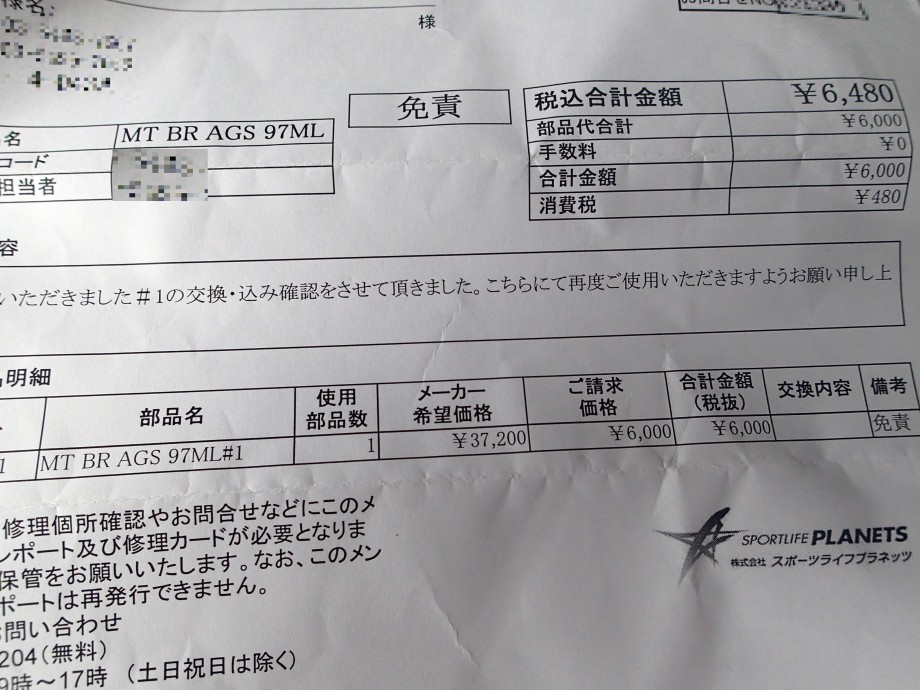 様名:
様
免責
名 MT BR AGS 97ML
コード
担当者
税込合計金額 ￥6,480
部品代合計 ￥6,000
手数料 ￥0
合計金額 ￥6,000
消費税 ￥480
容
いただきました＃1の交換・込み確認をさせて頂きました。こちらにて再度ご使用いただきますようお願い申し上
明細
部品名 使用部品数 メーカー希望価格 ご請求価格 合計金額(税抜) 交換内容 備考
1 MT BR AGS 97ML#1 1 ￥37,200 ￥6,000 ￥6,000 免責
修理個所確認やお問合せなどにこのメ
レポート及び修理カードが必要となりま
保管をお願いいたします。なお、このメン
ポートは再発行できません。
お問い合わせ
204(無料)
9時～17時 (土日祝日は除く)
SPORTLIFE PLANETS
株式会社 スポーツライフプラネッツ